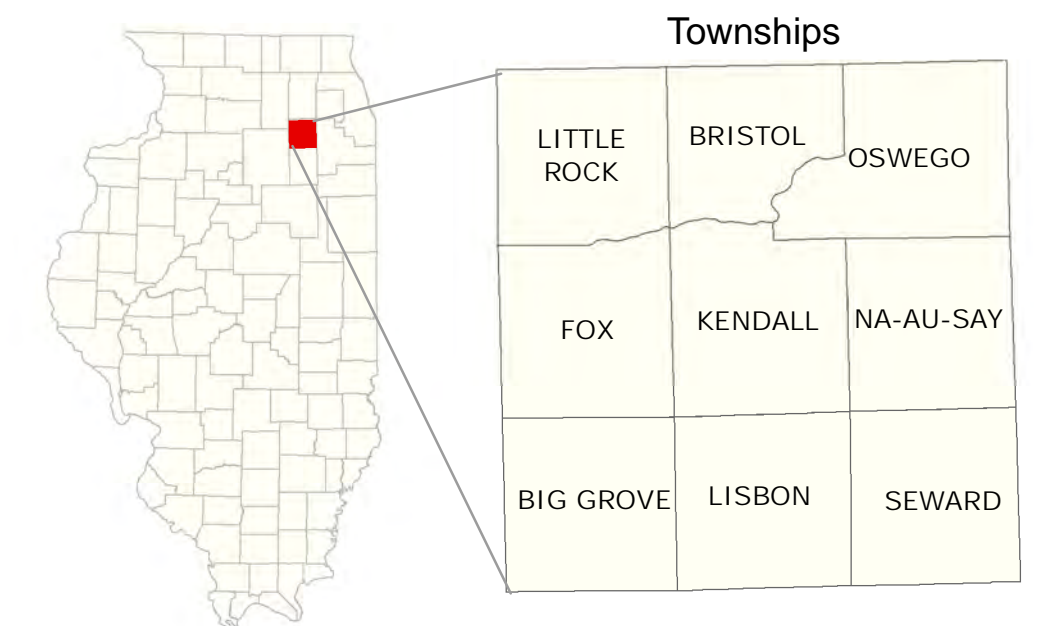 Townships
LITTLE
ROCK
BRISTOL
OSWEGO
FOX
KENDALL
NA-AU-SAY
BIG GROVE
LISBON
SEWARD